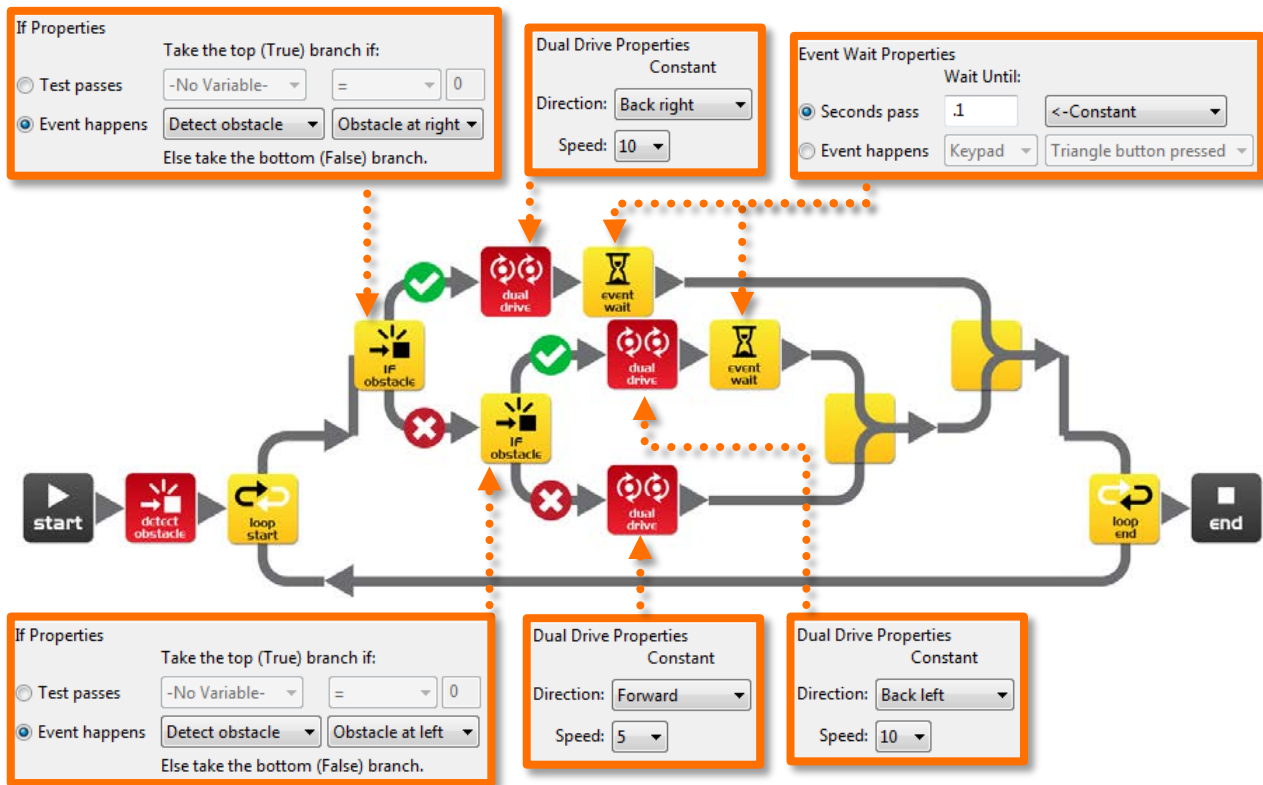 If Properties
Take the top (True) branch if:
Test passes -No Variable- = 0
Event happens Detect obstacle Obstacle at right
Else take the bottom (False) branch.
Dual Drive Properties
Constant
Direction: Back right
Speed: 10
Event Wait Properties
Wait Until:
Seconds pass .1 <-Constant
Event happens Keypad Triangle button pressed
dual
drive
event
wait
IF
obstacle
dual
drive
event
wait
IF
obstacle
start
detect
obstacle
loop
start
dual
drive
loop
end
end
If Properties
Take the top (True) branch if:
Test passes -No Variable- = 0
Event happens Detect obstacle Obstacle at left
Else take the bottom (False) branch.
Dual Drive Properties
Constant
Direction: Forward
Speed: 5
Dual Drive Properties
Constant
Direction: Back left
Speed: 10